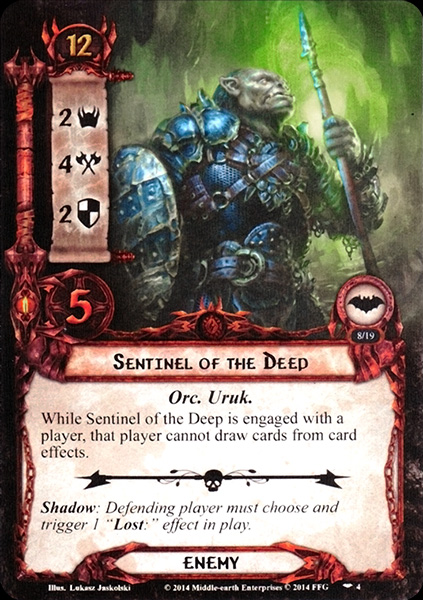 12
2
4
2
5
8/19
Sentinel of the Deep
Orc. Uruk.
While Sentinel of the Deep is engaged with a
player, that player cannot draw cards from card
effects.
Shadow: Defending player must choose and
trigger 1 “Lost:” effect in play.
ENEMY
Illus. Lukasz Jaskolski © 2014 Middle-earth Enterprises © 2014 FFG 4